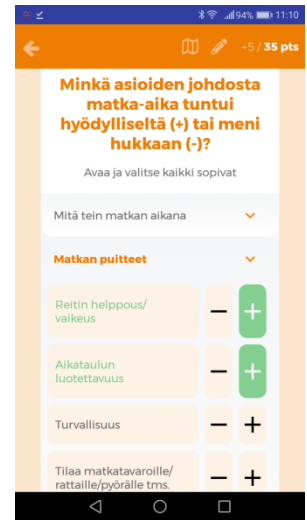 94% 11:10
+5 / 35 pts
Minkä asioiden johdosta
matka-aika tuntui
hyödylliseltä (+) tai meni
hukkaan (-)?
Avaa ja valitse kaikki sopivat
Mitä tein matkan aikana
Matkan puitteet
Reitin helppous/
vaikeus
− +
Aikataulun
luotettavuus
− +
Turvallisuus
− +
Tilaa matkatavaroille/
rattaille/pyörälle tms.
− +